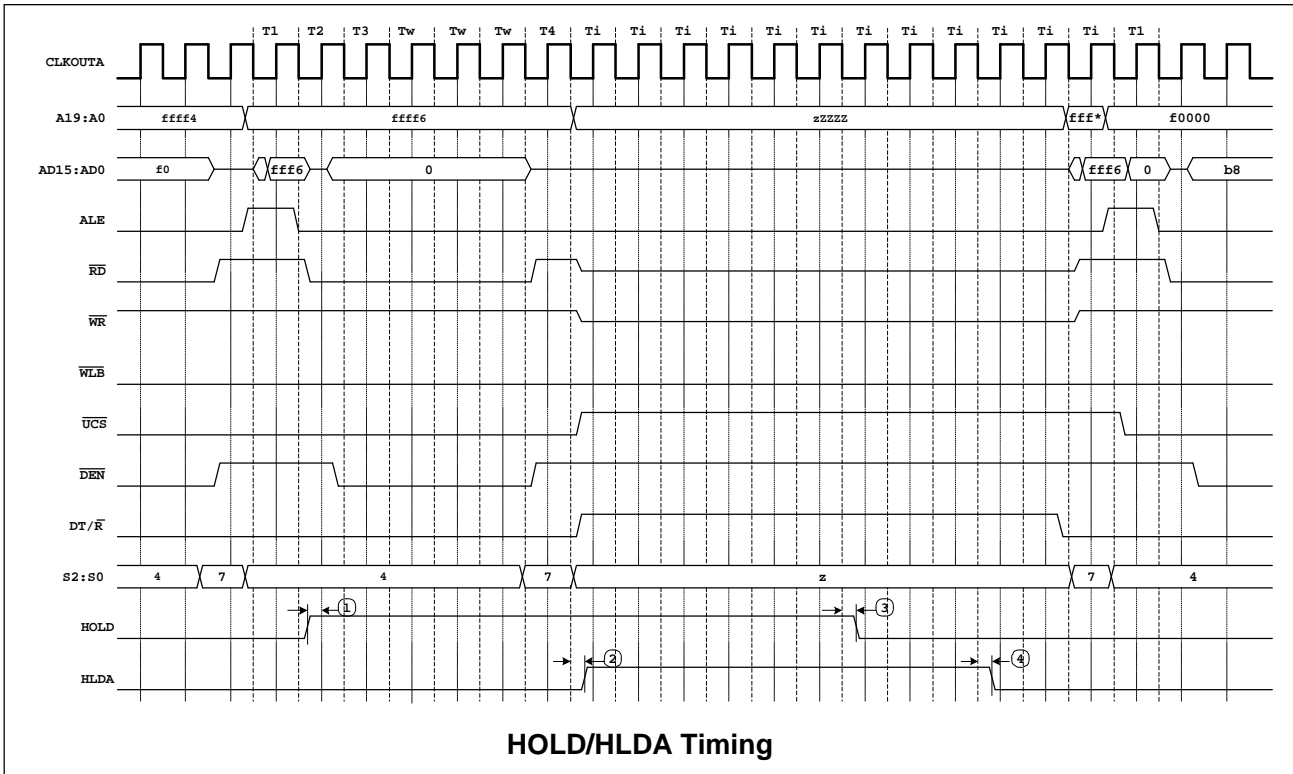 T1 T2 T3 Tw Tw Tw T4 Ti Ti Ti Ti Ti Ti Ti Ti Ti Ti Ti Ti T1
CLKOUTA
A19:A0 ffff4 ffff6 zZZZZ fff* f0000
AD15:AD0 f0 fff6 0 fff6 0 b8
ALE
RD
WR
WLB
UCS
DEN
DT/R
S2:S0 4 7 4 7 z 7 4
HOLD 1 3
HLDA 2 4
HOLD/HLDA Timing